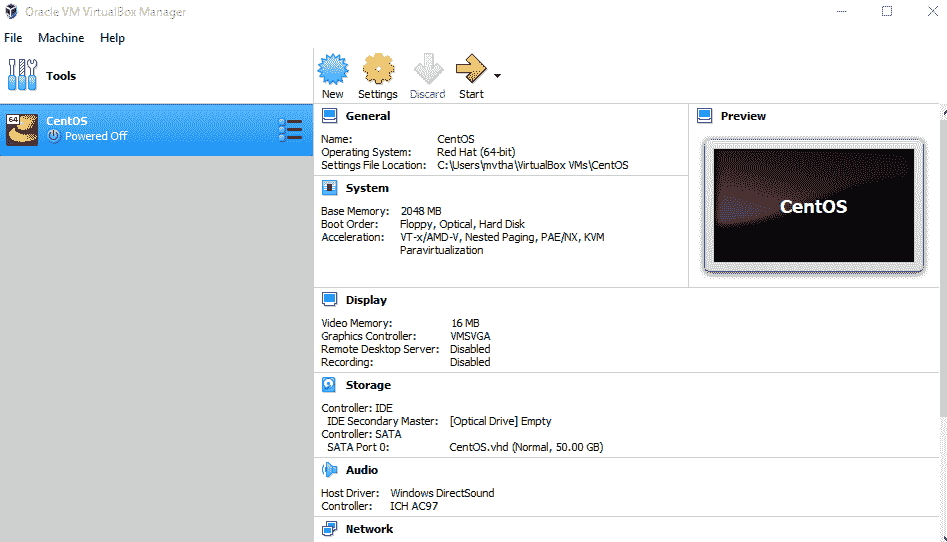 Oracle VM VirtualBox Manager
File Machine Help
Tools
New Settings Discard Start
64
CentOS
Powered Off
General
Name: CentOS
Operating System: Red Hat (64-bit)
Settings File Location: C:\Users\mvtha\VirtualBox VMs\CentOS
Preview
CentOS
System
Base Memory: 2048 MB
Boot Order: Floppy, Optical, Hard Disk
Acceleration: VT-x/AMD-V, Nested Paging, PAE/NX, KVM
Paravirtualization
Display
Video Memory: 16 MB
Graphics Controller: VMSVGA
Remote Desktop Server: Disabled
Recording: Disabled
Storage
Controller: IDE
IDE Secondary Master: [Optical Drive] Empty
Controller: SATA
SATA Port 0: CentOS.vhd (Normal, 50.00 GB)
Audio
Host Driver: Windows DirectSound
Controller: ICH AC97
Network